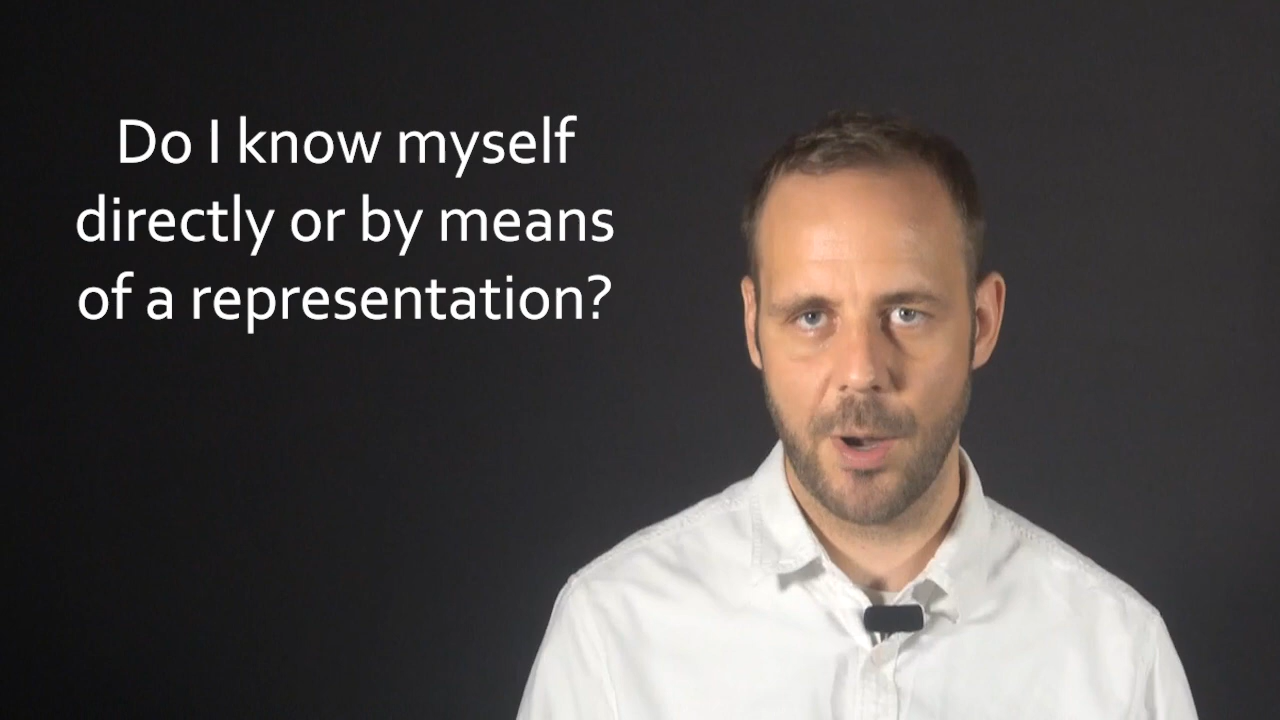 Do I know myself
directly or by means
of a representation?